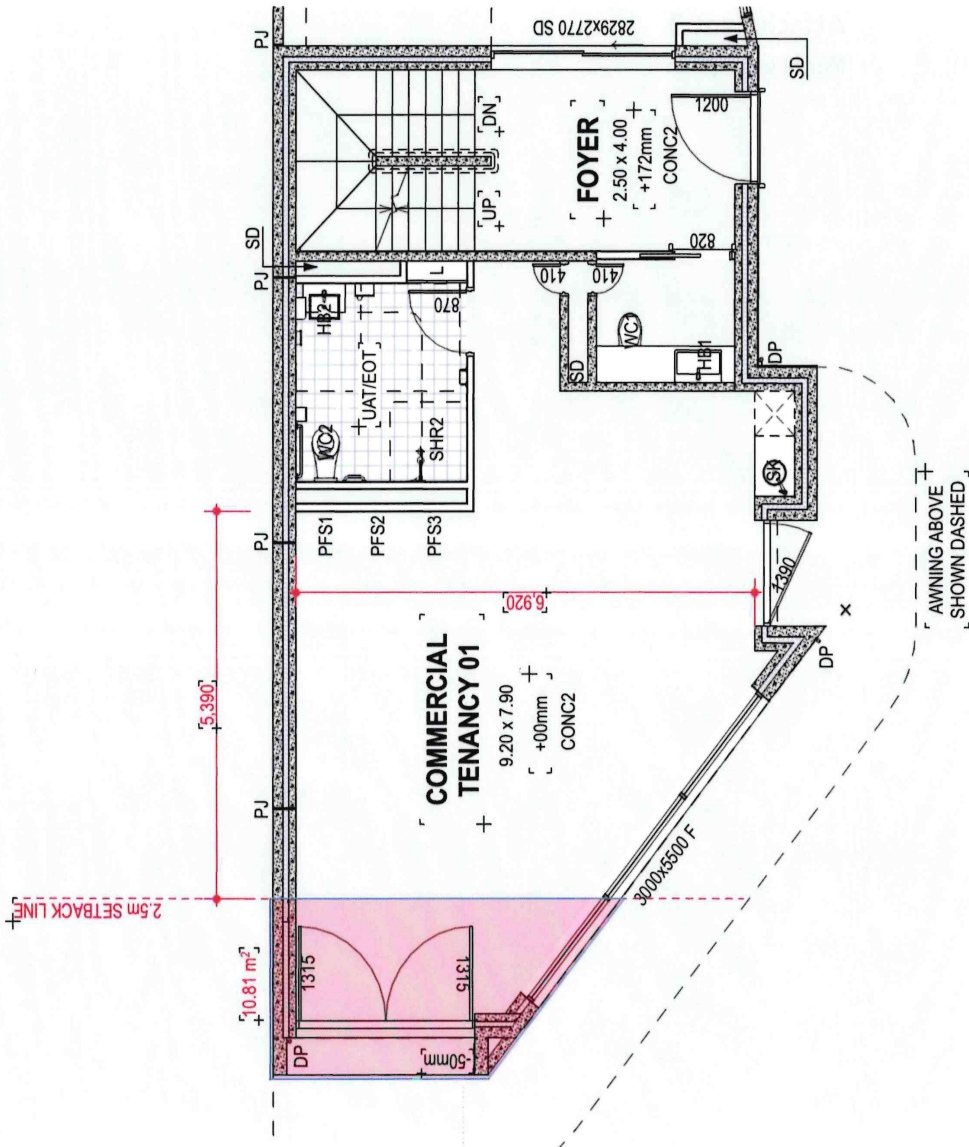 2829x2770 SD
SD
PJ
DN
UP
FOYER
2.50 x 4.00
+172mm
CONC2
1200
SD
PJ
L
HB2
870
410
410
820
WC1
HB1
SD
DP
UAT/EOT
WC2
SHR2
SK
PFS1
PFS2
PFS3
PJ
1390
DP
x
AWNING ABOVE
SHOWN DASHED
6,920
5,390
COMMERCIAL
TENANCY 01
9.20 x 7.90
+00mm
CONC2
PJ
3000x5500 F
2.5m SETBACK LINE
10.81 m²
1315
1315
DP
-50mm